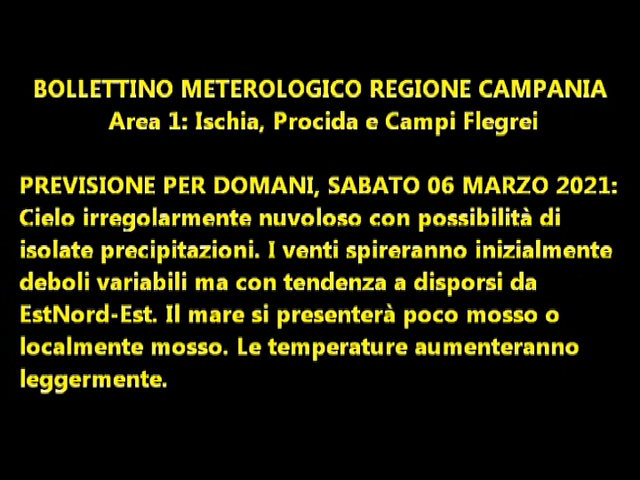 BOLLETTINO METEROLOGICO REGIONE CAMPANIA
Area 1: Ischia, Procida e Campi Flegrei
PREVISIONE PER DOMANI, SABATO 06 MARZO 2021:
Cielo irregolarmente nuvoloso con possibilità di
isolate precipitazioni. I venti spireranno inizialmente
deboli variabili ma con tendenza a disporsi da
EstNord-Est. Il mare si presenterà poco mosso o
localmente mosso. Le temperature aumenteranno
leggermente.